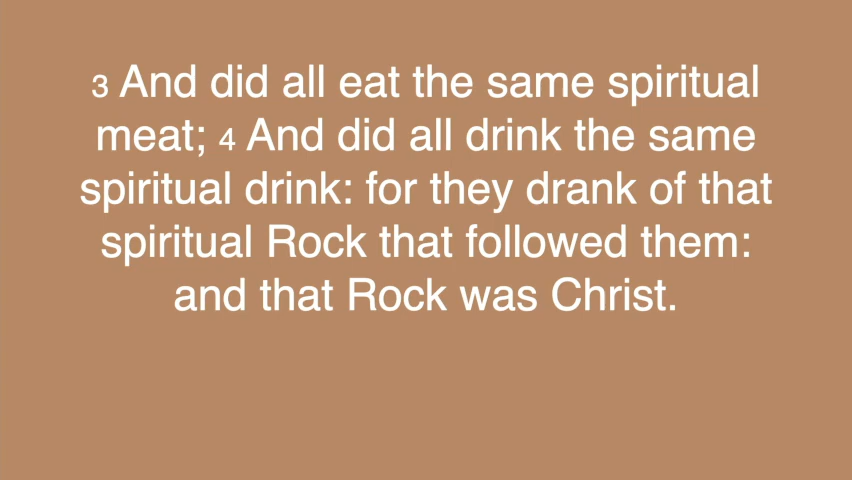 3 And did all eat the same spiritual
meat; 4 And did all drink the same
spiritual drink: for they drank of that
spiritual Rock that followed them:
and that Rock was Christ.